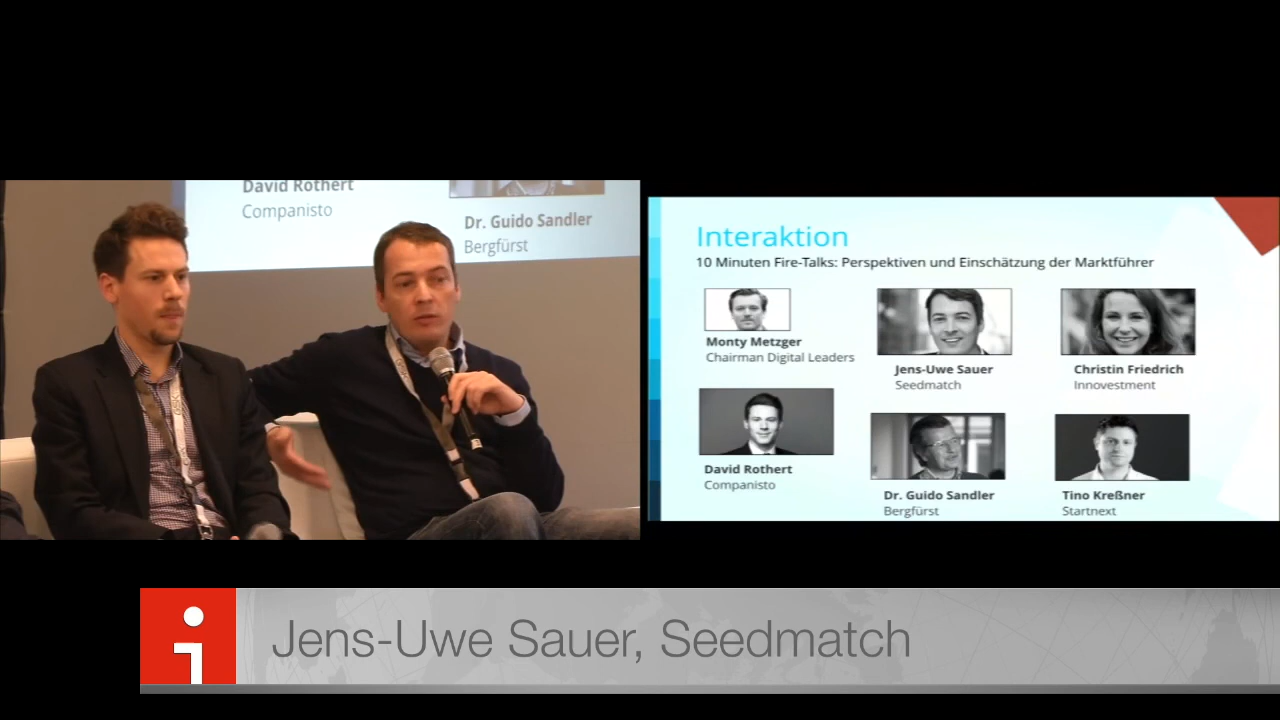 David Rothert
Companisto
Dr. Guido Sandler
Bergfürst
Interaktion
10 Minuten Fire-Talks: Perspektiven und Einschätzung der Marktführer
Monty Metzger
Chairman Digital Leaders
Jens-Uwe Sauer
Seedmatch
Christin Friedrich
Innovestment
David Rothert
Companisto
Dr. Guido Sandler
Bergfürst
Tino Kreßner
Startnext
i
Jens-Uwe Sauer, Seedmatch